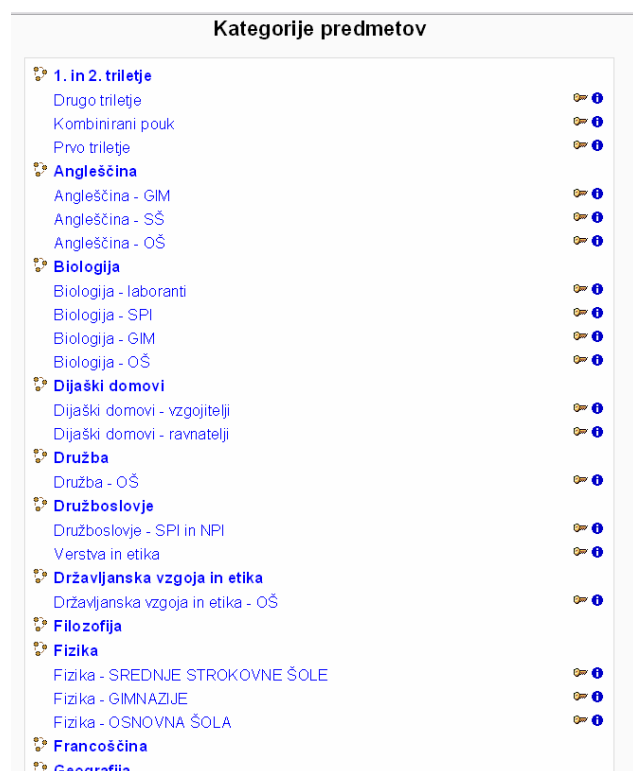 Kategorije predmetov
1. in 2. triletje
Drugo triletje
Kombinirani pouk
Prvo triletje
Angleščina
Angleščina - GIM
Angleščina - SŠ
Angleščina - OŠ
Biologija
Biologija - laboranti
Biologija - SPI
Biologija - GIM
Biologija - OŠ
Dijaški domovi
Dijaški domovi - vzgojitelji
Dijaški domovi - ravnatelji
Družba
Družba - OŠ
Družboslovje
Družboslovje - SPI in NPI
Verstva in etika
Državljanska vzgoja in etika
Državljanska vzgoja in etika - OŠ
Filozofija
Fizika
Fizika - SREDNJE STROKOVNE ŠOLE
Fizika - GIMNAZIJE
Fizika - OSNOVNA ŠOLA
Francoščina
Geografija